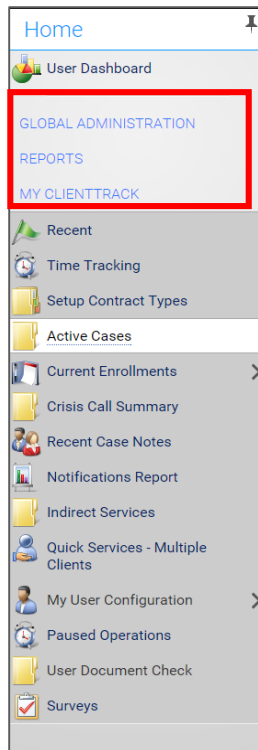 Home
User Dashboard
GLOBAL ADMINISTRATION
REPORTS
MY CLIENTTRACK
Recent
Time Tracking
Setup Contract Types
Active Cases
Current Enrollments
Crisis Call Summary
Recent Case Notes
Notifications Report
Indirect Services
Quick Services - Multiple
Clients
My User Configuration
Paused Operations
User Document Check
Surveys